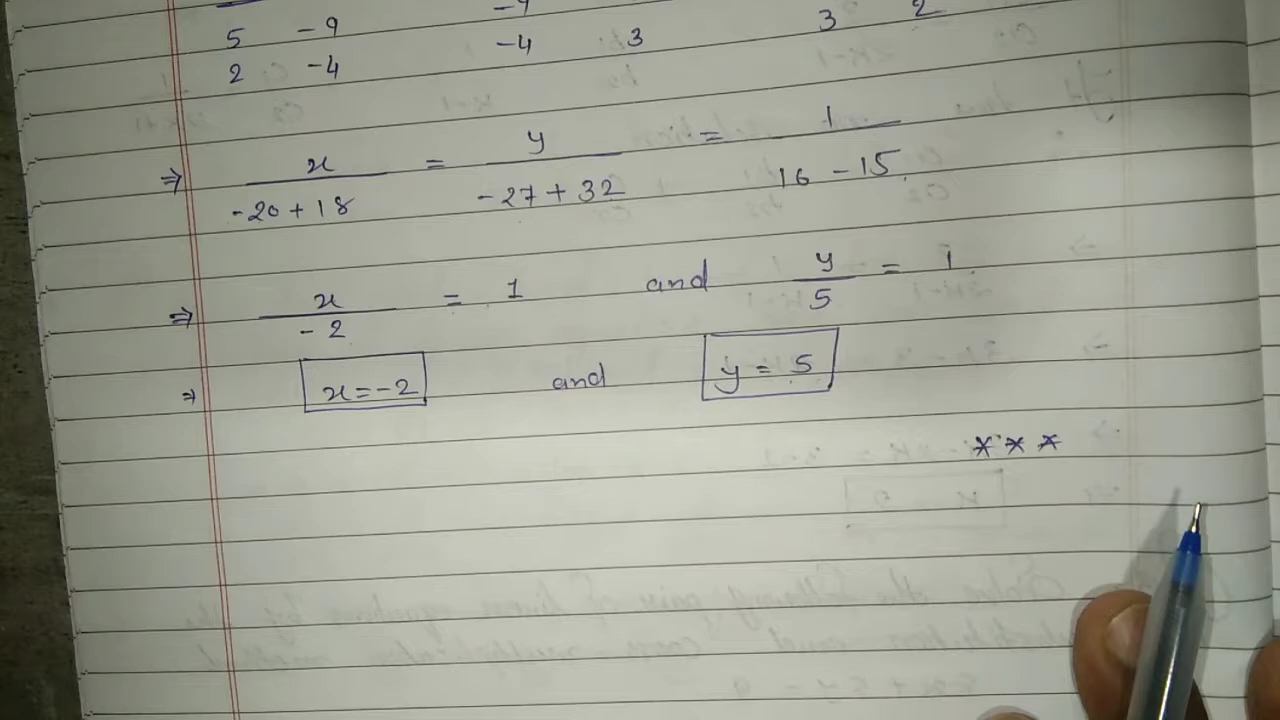 5 -9 -9 3 2
2 -4 -4 3
⇒ x/(-20+18) = y/(-27+32) = 1/(16-15)
⇒ x/-2 = 1 and y/5 = 1
⇒ x=-2 and y = 5
***